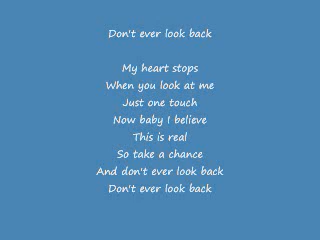 Don't ever look back
My heart stops
When you look at me
Just one touch
Now baby I believe
This is real
So take a chance
And don't ever look back
Don't ever look back